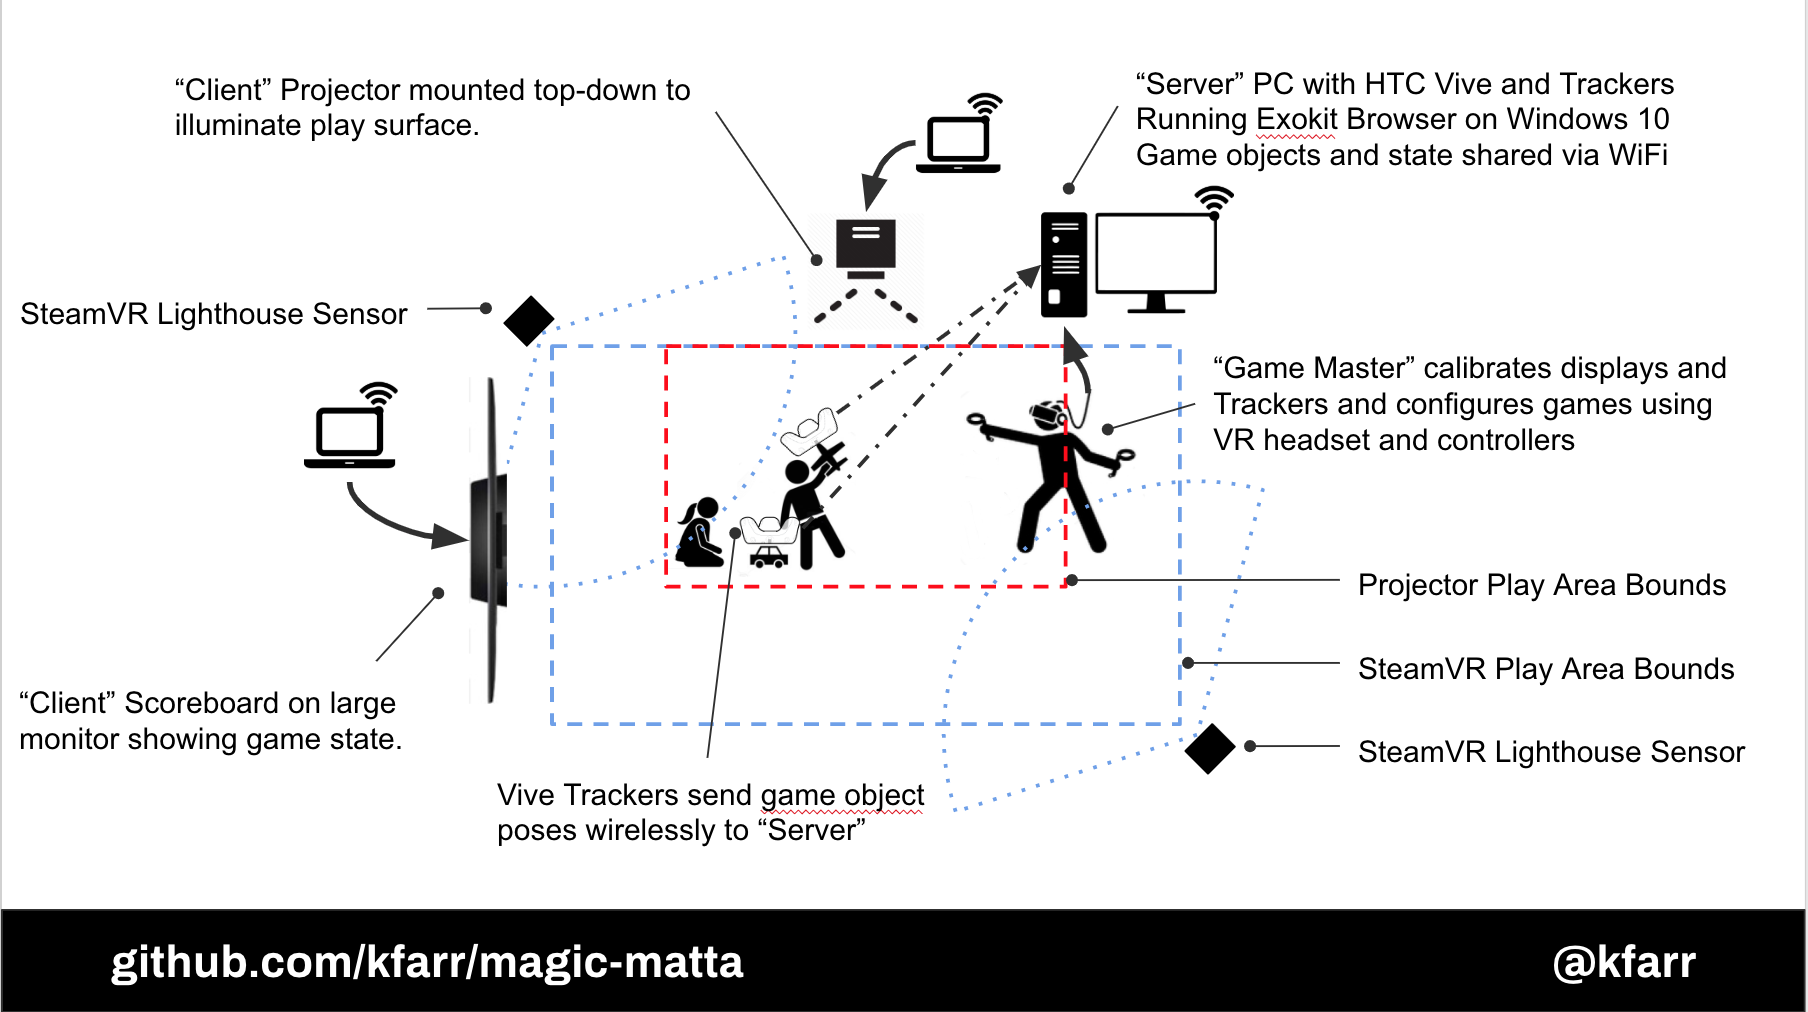 “Client” Projector mounted top-down to
illuminate play surface.
“Server” PC with HTC Vive and Trackers
Running Exokit Browser on Windows 10
Game objects and state shared via WiFi
SteamVR Lighthouse Sensor
“Game Master” calibrates displays and
Trackers and configures games using
VR headset and controllers
Projector Play Area Bounds
SteamVR Play Area Bounds
“Client” Scoreboard on large
monitor showing game state.
SteamVR Lighthouse Sensor
Vive Trackers send game object
poses wirelessly to “Server”
github.com/kfarr/magic-matta
@kfarr